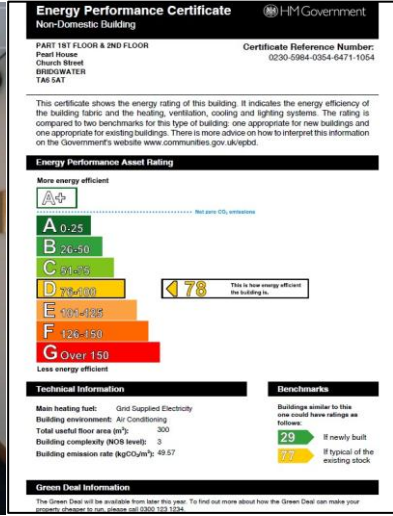 Energy Performance Certificate
HM Government
Non-Domestic Building
PART 1ST FLOOR & 2ND FLOOR
Pearl House
Church Street
BRIDGWATER
TA6 5AT
Certificate Reference Number:
0230-5984-0354-6471-1054
This certificate shows the energy rating of this building. It indicates the energy efficiency of
the building fabric and the heating, ventilation, cooling and lighting systems. The rating is
compared to two benchmarks for this type of building: one appropriate for new buildings and
one appropriate for existing buildings. There is more advice on how to interpret this information
on the Government's website www.communities.gov.uk/epbd.
Energy Performance Asset Rating
More energy efficient
A+
Net zero CO₂ emissions
A 0-25
B 26-50
C 51-75
D 76-100
78
This is how energy efficient
the building is.
E 101-125
F 126-150
G Over 150
Less energy efficient
Technical Information
Main heating fuel: Grid Supplied Electricity
Building environment: Air Conditioning
Total useful floor area (m²): 300
Building complexity (NOS level): 3
Building emission rate (kgCO₂/m²): 49.57
Benchmarks
Buildings similar to this
one could have ratings as
follows:
29 If newly built
77 If typical of the
existing stock
Green Deal Information
The Green Deal will be available from later this year. To find out more about how the Green Deal can make your
property cheaper to run, please call 0300 123 1234.